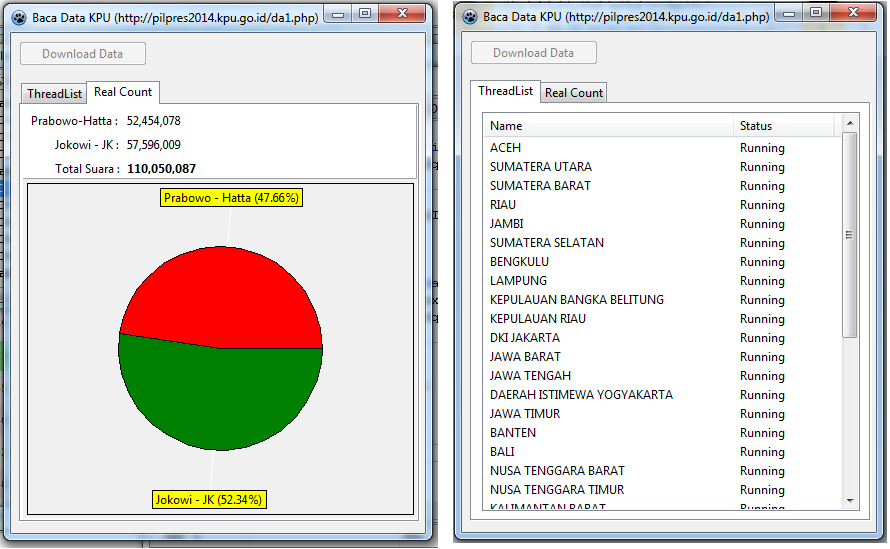 Baca Data KPU (http://pilpres2014.kpu.go.id/da1.php)
Download Data
ThreadList
Real Count
Prabowo-Hatta : 52,454,078
Jokowi - JK : 57,596,009
Total Suara : 110,050,087
Prabowo - Hatta (47.66%)
Jokowi - JK (52.34%)
Baca Data KPU (http://pilpres2014.kpu.go.id/da1.php)
Download Data
ThreadList
Real Count
Name Status
ACEH Running
SUMATERA UTARA Running
SUMATERA BARAT Running
RIAU Running
JAMBI Running
SUMATERA SELATAN Running
BENGKULU Running
LAMPUNG Running
KEPULAUAN BANGKA BELITUNG Running
KEPULAUAN RIAU Running
DKI JAKARTA Running
JAWA BARAT Running
JAWA TENGAH Running
DAERAH ISTIMEWA YOGYAKARTA Running
JAWA TIMUR Running
BANTEN Running
BALI Running
NUSA TENGGARA BARAT Running
NUSA TENGGARA TIMUR Running
KALIMANTAN BARAT Running